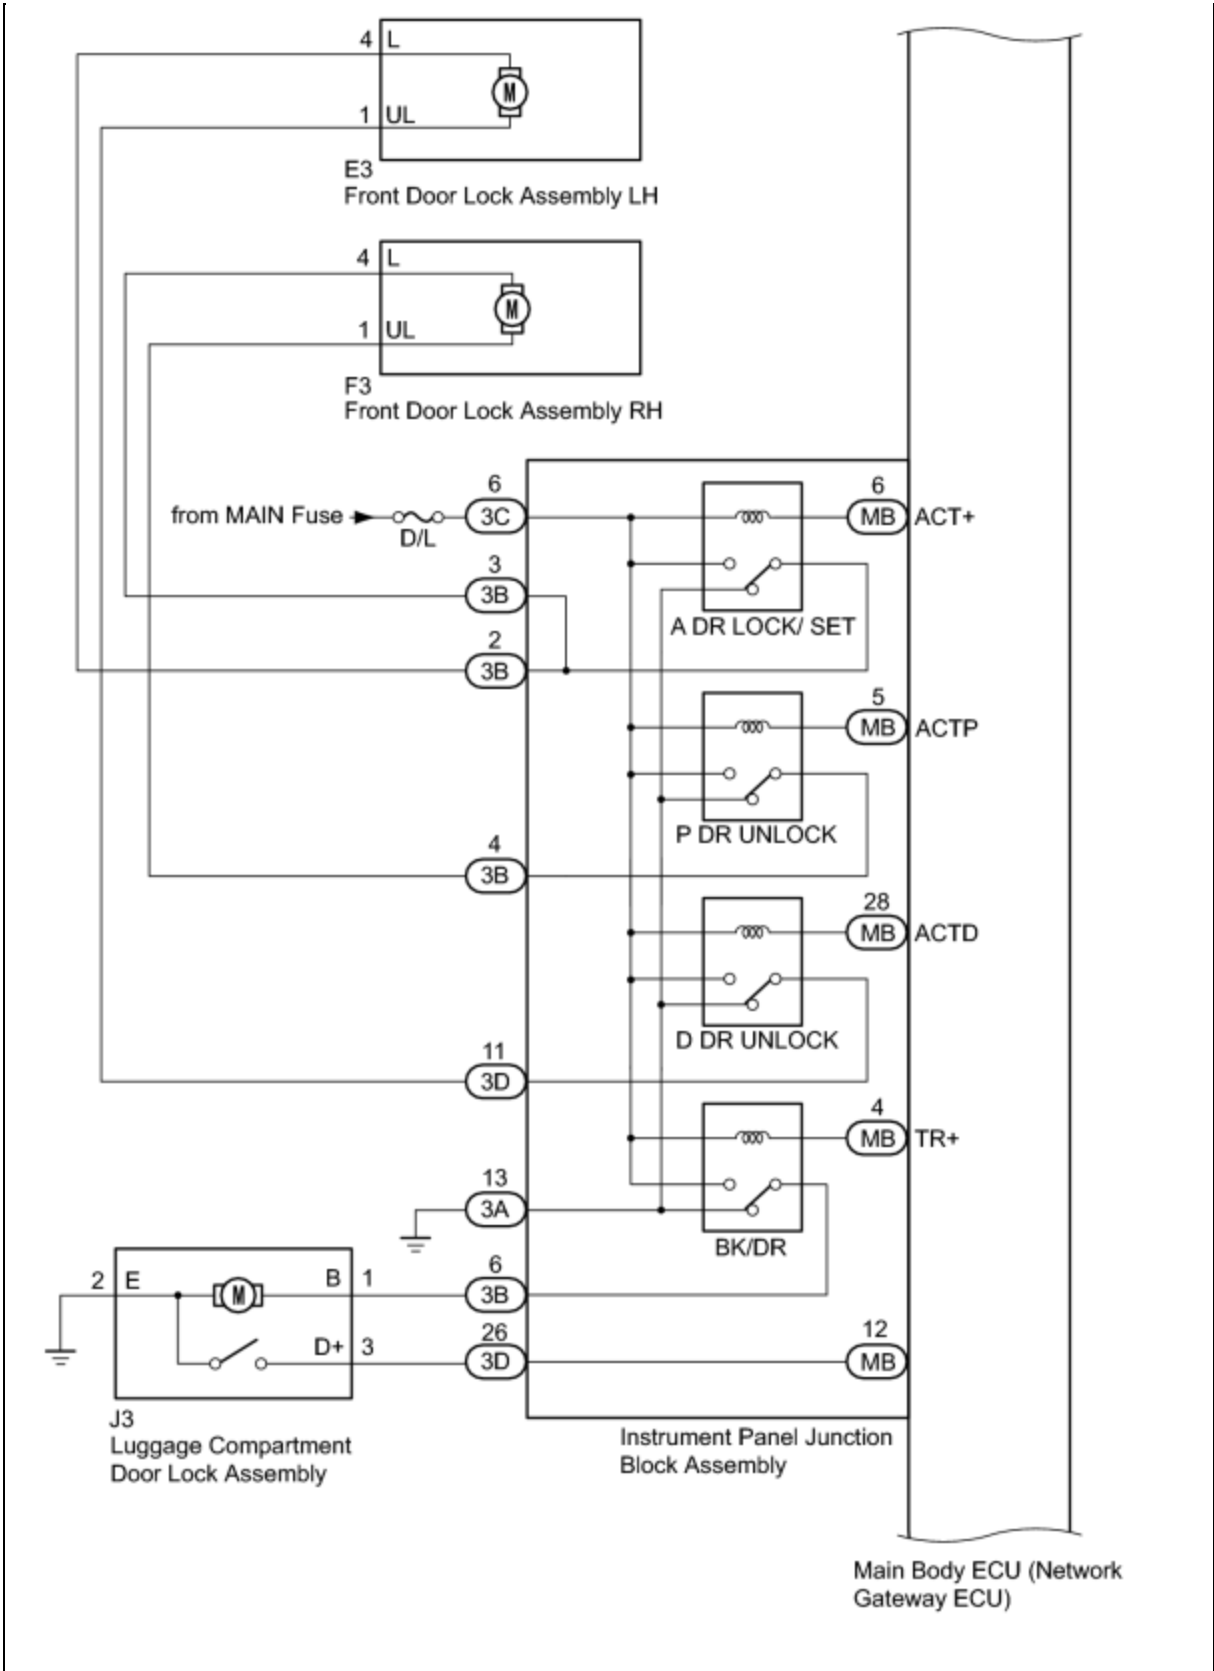 4 L
M
1 UL
E3
Front Door Lock Assembly LH
4 L
M
1 UL
F3
Front Door Lock Assembly RH
from MAIN Fuse
D/L
6
3C
6
MB
ACT+
3
3B
A DR LOCK/ SET
2
3B
5
MB
ACTP
P DR UNLOCK
4
3B
28
MB
ACTD
D DR UNLOCK
11
3D
4
MB
TR+
13
3A
BK/DR
2 E
M
B 1
6
3B
D+ 3
26
3D
12
MB
J3
Luggage Compartment
Door Lock Assembly
Instrument Panel Junction
Block Assembly
Main Body ECU (Network
Gateway ECU)